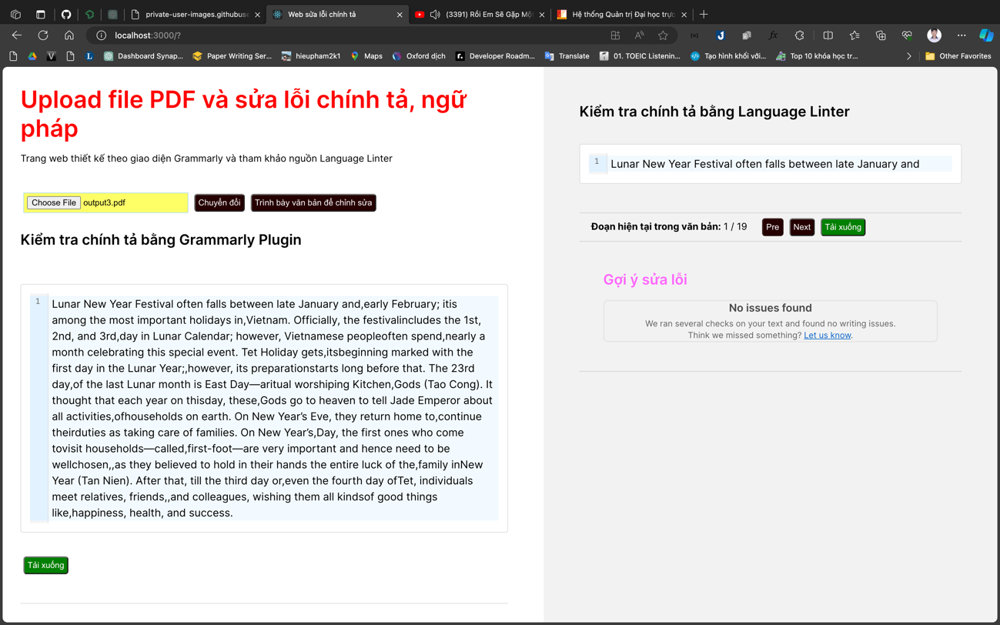 private-user-images.githubuse
Web sửa lỗi chính tả
(3391) Rồi Em Sẽ Gặp Mộ
Hệ thống Quản trị Đại học trực
localhost:3000/?
Dashboard Synap...
Paper Writing Ser...
hieupham2k1
Maps
Oxford dịch
Developer Roadm...
Translate
01. TOEIC Listenin...
Tạo hình khối với...
Top 10 khóa học tr...
Other Favorites
Upload file PDF và sửa lỗi chính tả, ngữ
pháp
Trang web thiết kế theo giao diện Grammarly và tham khảo nguồn Language Linter
Choose File output3.pdf
Chuyển đổi
Trình bày văn bản để chỉnh sửa
Kiểm tra chính tả bằng Grammarly Plugin
1
Lunar New Year Festival often falls between late January and,early February; itis
among the most important holidays in,Vietnam. Officially, the festivalincludes the 1st,
2nd, and 3rd,day in Lunar Calendar; however, Vietnamese peopleoften spend,nearly a
month celebrating this special event. Tet Holiday gets,itsbeginning marked with the
first day in the Lunar Year;,however, its preparationstarts long before that. The 23rd
day,of the last Lunar month is East Day—aritual worshiping Kitchen,Gods (Tao Cong). It
thought that each year on thisday, these,Gods go to heaven to tell Jade Emperor about
all activities,ofhouseholds on earth. On New Year’s Eve, they return home to,continue
theirduties as taking care of families. On New Year’s,Day, the first ones who come
tovisit households—called,first-foot—are very important and hence need to be
wellchosen,,as they believed to hold in their hands the entire luck of the,family inNew
Year (Tan Nien). After that, till the third day or,even the fourth day ofTet, individuals
meet relatives, friends,,and colleagues, wishing them all kindsof good things
like,happiness, health, and success.
Tải xuống
Kiểm tra chính tả bằng Language Linter
1
Lunar New Year Festival often falls between late January and
Đoạn hiện tại trong văn bản: 1 / 19
Pre
Next
Tải xuống
Gợi ý sửa lỗi
No issues found
We ran several checks on your text and found no writing issues.
Think we missed something? Let us know.